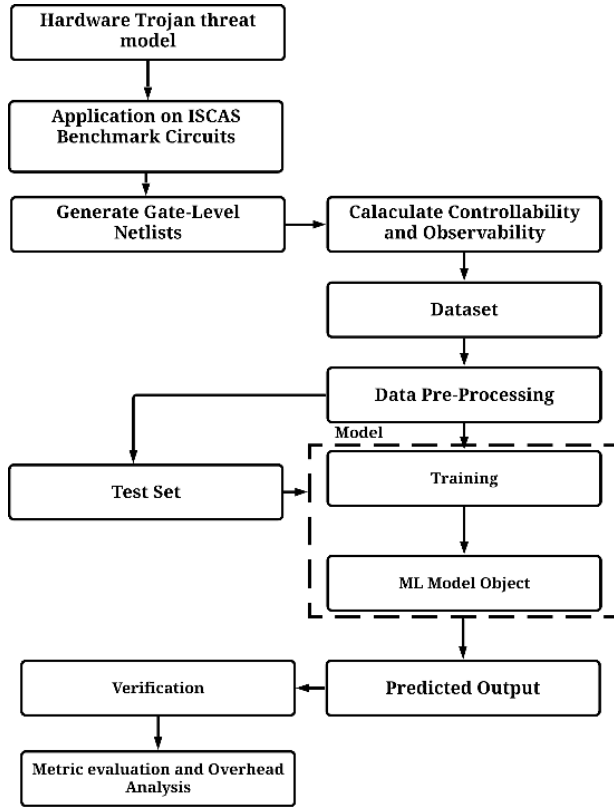 Hardware Trojan threat
model
Application on ISCAS
Benchmark Circuits
Generate Gate-Level
Netlists
Calaculate Controllability
and Observability
Dataset
Data Pre-Processing
Model
Training
Test Set
ML Model Object
Predicted Output
Verification
Metric evaluation and Overhead
Analysis